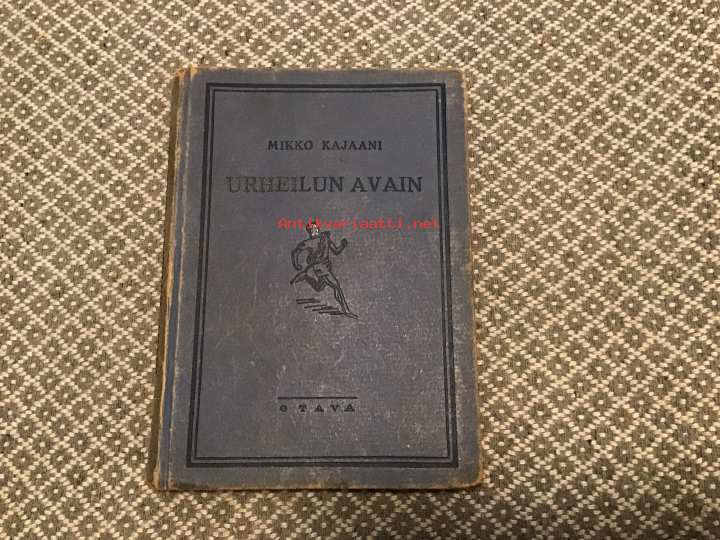 MIKKO KAJAANI
URHEILUN AVAIN
Antikvariaatti.net
OTAVA